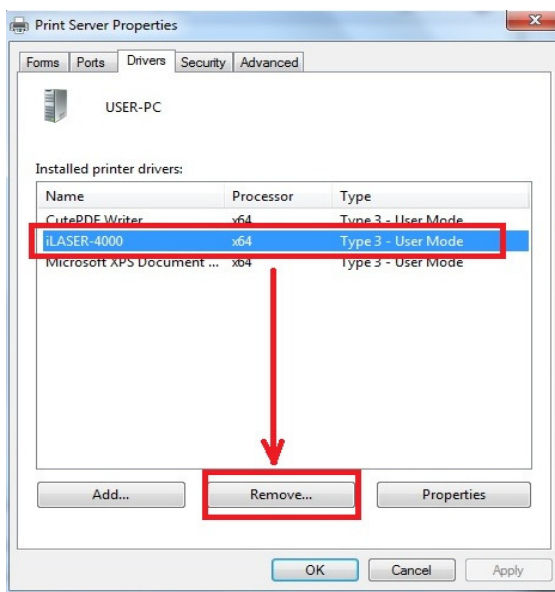 Print Server Properties
Forms Ports Drivers Security Advanced
USER-PC
Installed printer drivers:
Name Processor Type
CutePDF Writer x64 Type 3 - User Mode
iLASER-4000 x64 Type 3 - User Mode
Microsoft XPS Document ... x64 Type 3 - User Mode
Add... Remove... Properties
OK Cancel Apply